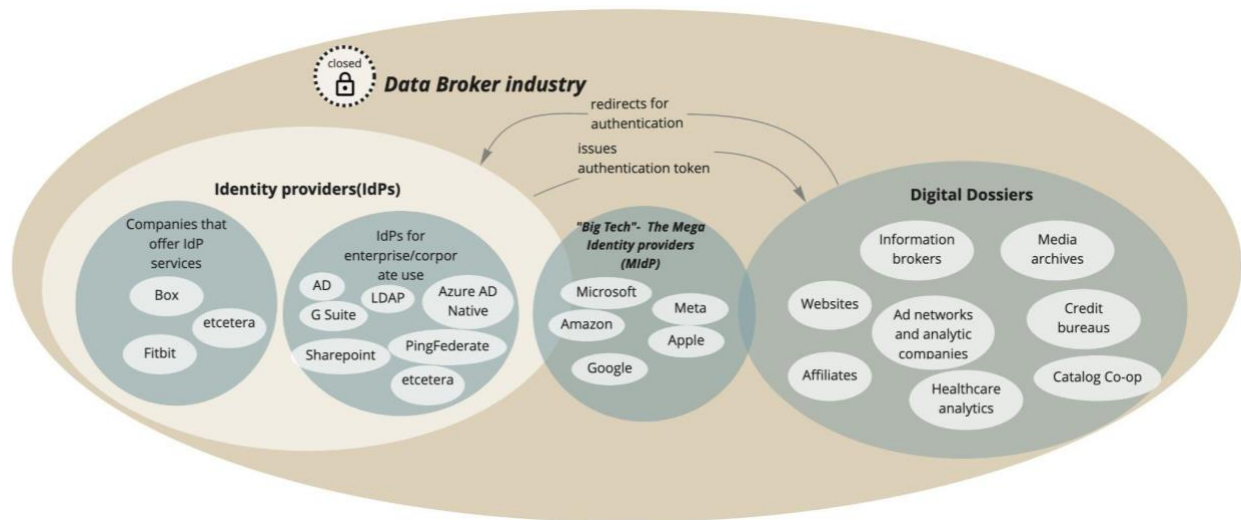 closed
Data Broker industry
redirects for
authentication
issues
authentication token
Identity providers(IdPs)
Companies that
offer IdP
services
Box
etcetera
Fitbit
IdPs for
enterprise/corpor
ate use
AD
LDAP
Azure AD
Native
G Suite
Sharepoint
PingFederate
etcetera
"Big Tech"- The Mega
Identity providers
(MIdP)
Microsoft
Meta
Amazon
Apple
Google
Digital Dossiers
Information
brokers
Media
archives
Websites
Ad networks
and analytic
companies
Credit
bureaus
Affiliates
Healthcare
analytics
Catalog Co-op